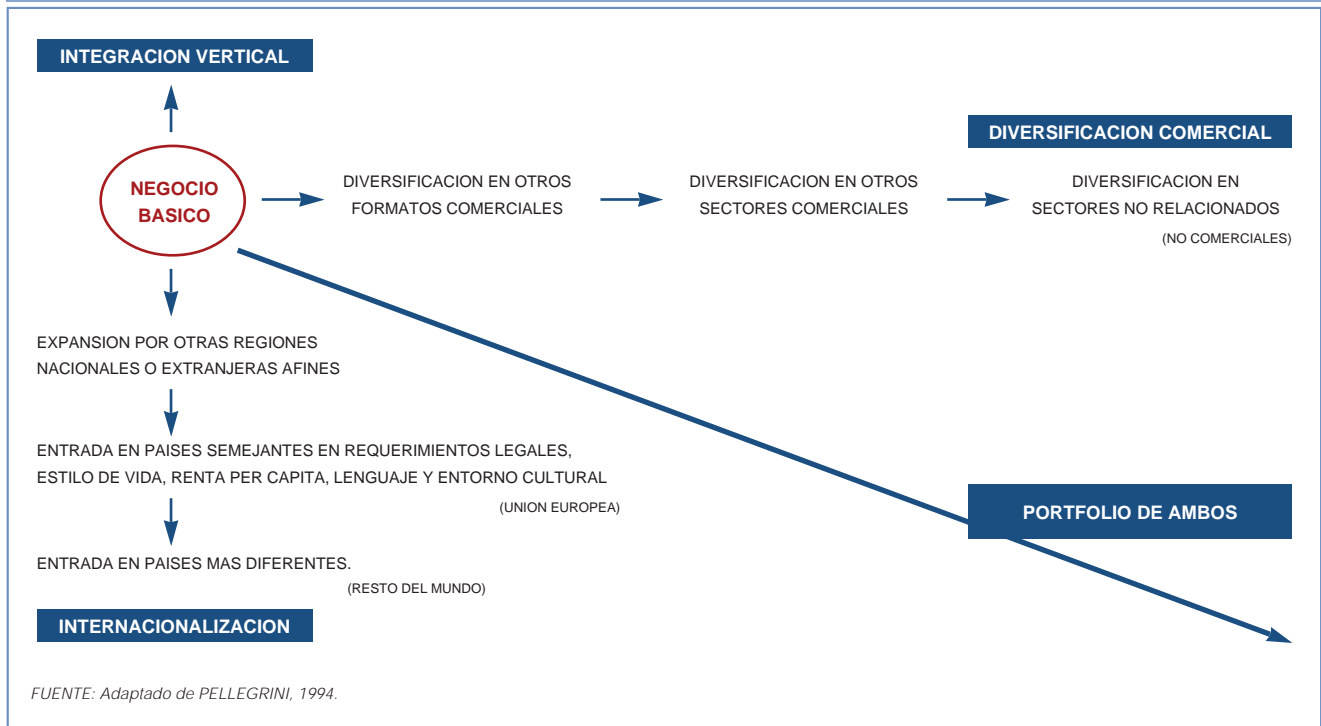 INTEGRACION VERTICAL
DIVERSIFICACION COMERCIAL
NEGOCIO
BASICO
DIVERSIFICACION EN OTROS
FORMATOS COMERCIALES
DIVERSIFICACION EN OTROS
SECTORES COMERCIALES
DIVERSIFICACION EN
SECTORES NO RELACIONADOS
(NO COMERCIALES)
EXPANSION POR OTRAS REGIONES
NACIONALES O EXTRANJERAS AFINES
ENTRADA EN PAISES SEMEJANTES EN REQUERIMIENTOS LEGALES,
ESTILO DE VIDA, RENTA PER CAPITA, LENGUAJE Y ENTORNO CULTURAL
(UNION EUROPEA)
PORTFOLIO DE AMBOS
ENTRADA EN PAISES MAS DIFERENTES.
(RESTO DEL MUNDO)
INTERNACIONALIZACION
FUENTE: Adaptado de PELLEGRINI, 1994.